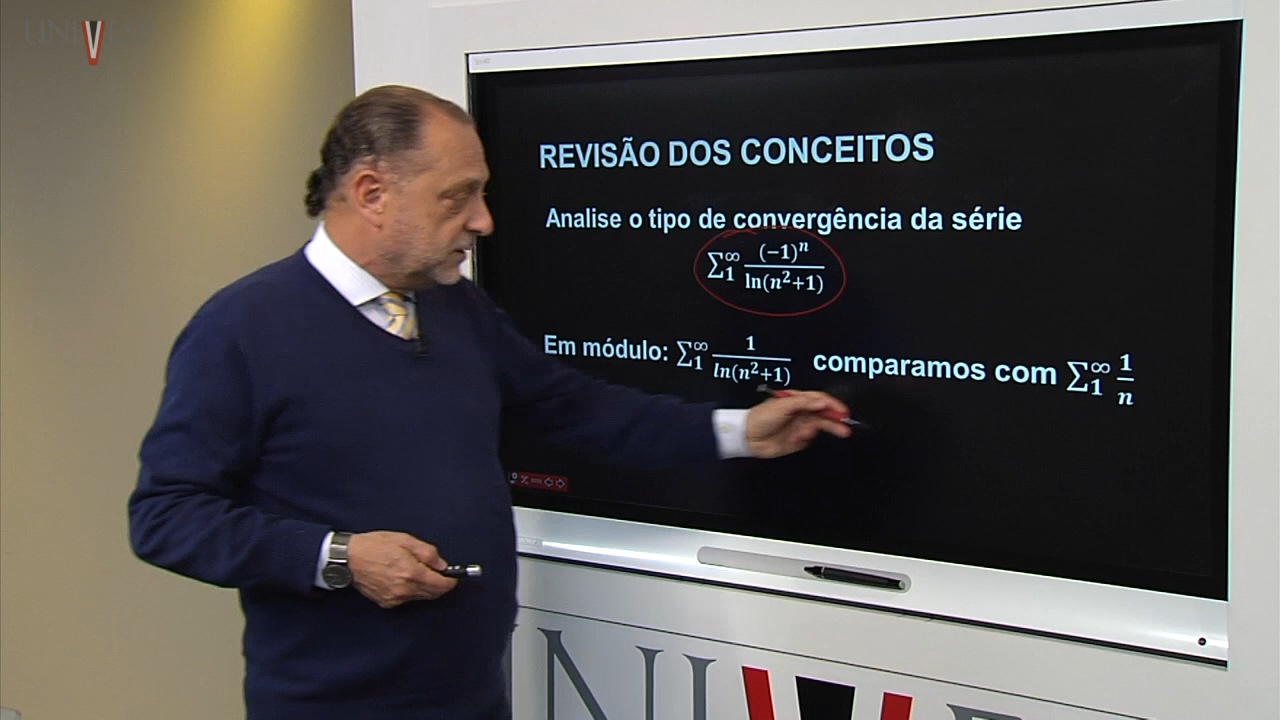 UNIVESP
REVISÃO DOS CONCEITOS
Analise o tipo de convergência da série
∑₁^∞ (−1)ⁿ / ln(n²+1)
Em módulo: ∑₁^∞ 1 / ln(n²+1) comparamos com ∑₁^∞ 1/n